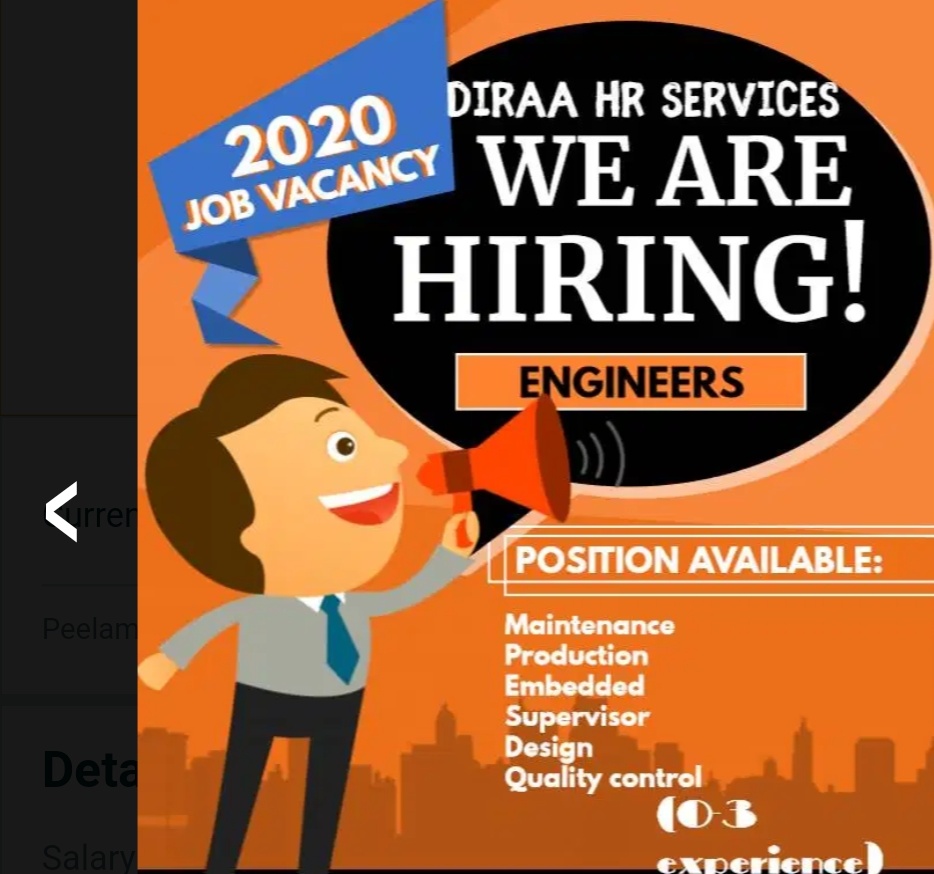 2020
JOB VACANCY
DIRAA HR SERVICES
WE ARE
HIRING!
ENGINEERS
POSITION AVAILABLE:
Maintenance
Production
Embedded
Supervisor
Design
Quality control
(0-3
experience)
Peelam
Deta
Salary